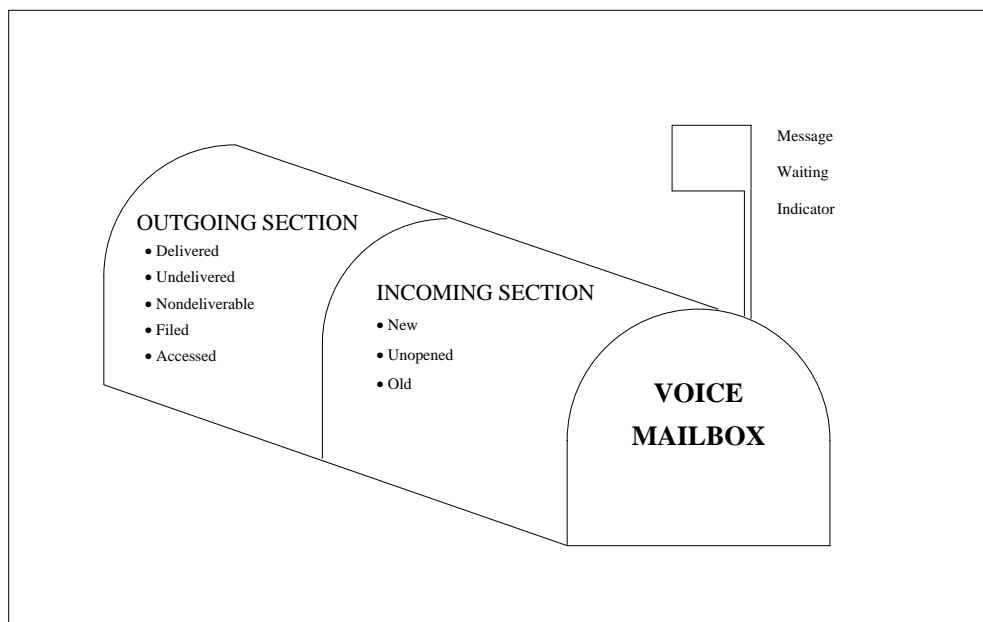 OUTGOING SECTION
• Delivered
• Undelivered
• Nondeliverable
• Filed
• Accessed
INCOMING SECTION
• New
• Unopened
• Old
Message
Waiting
Indicator
VOICE
MAILBOX